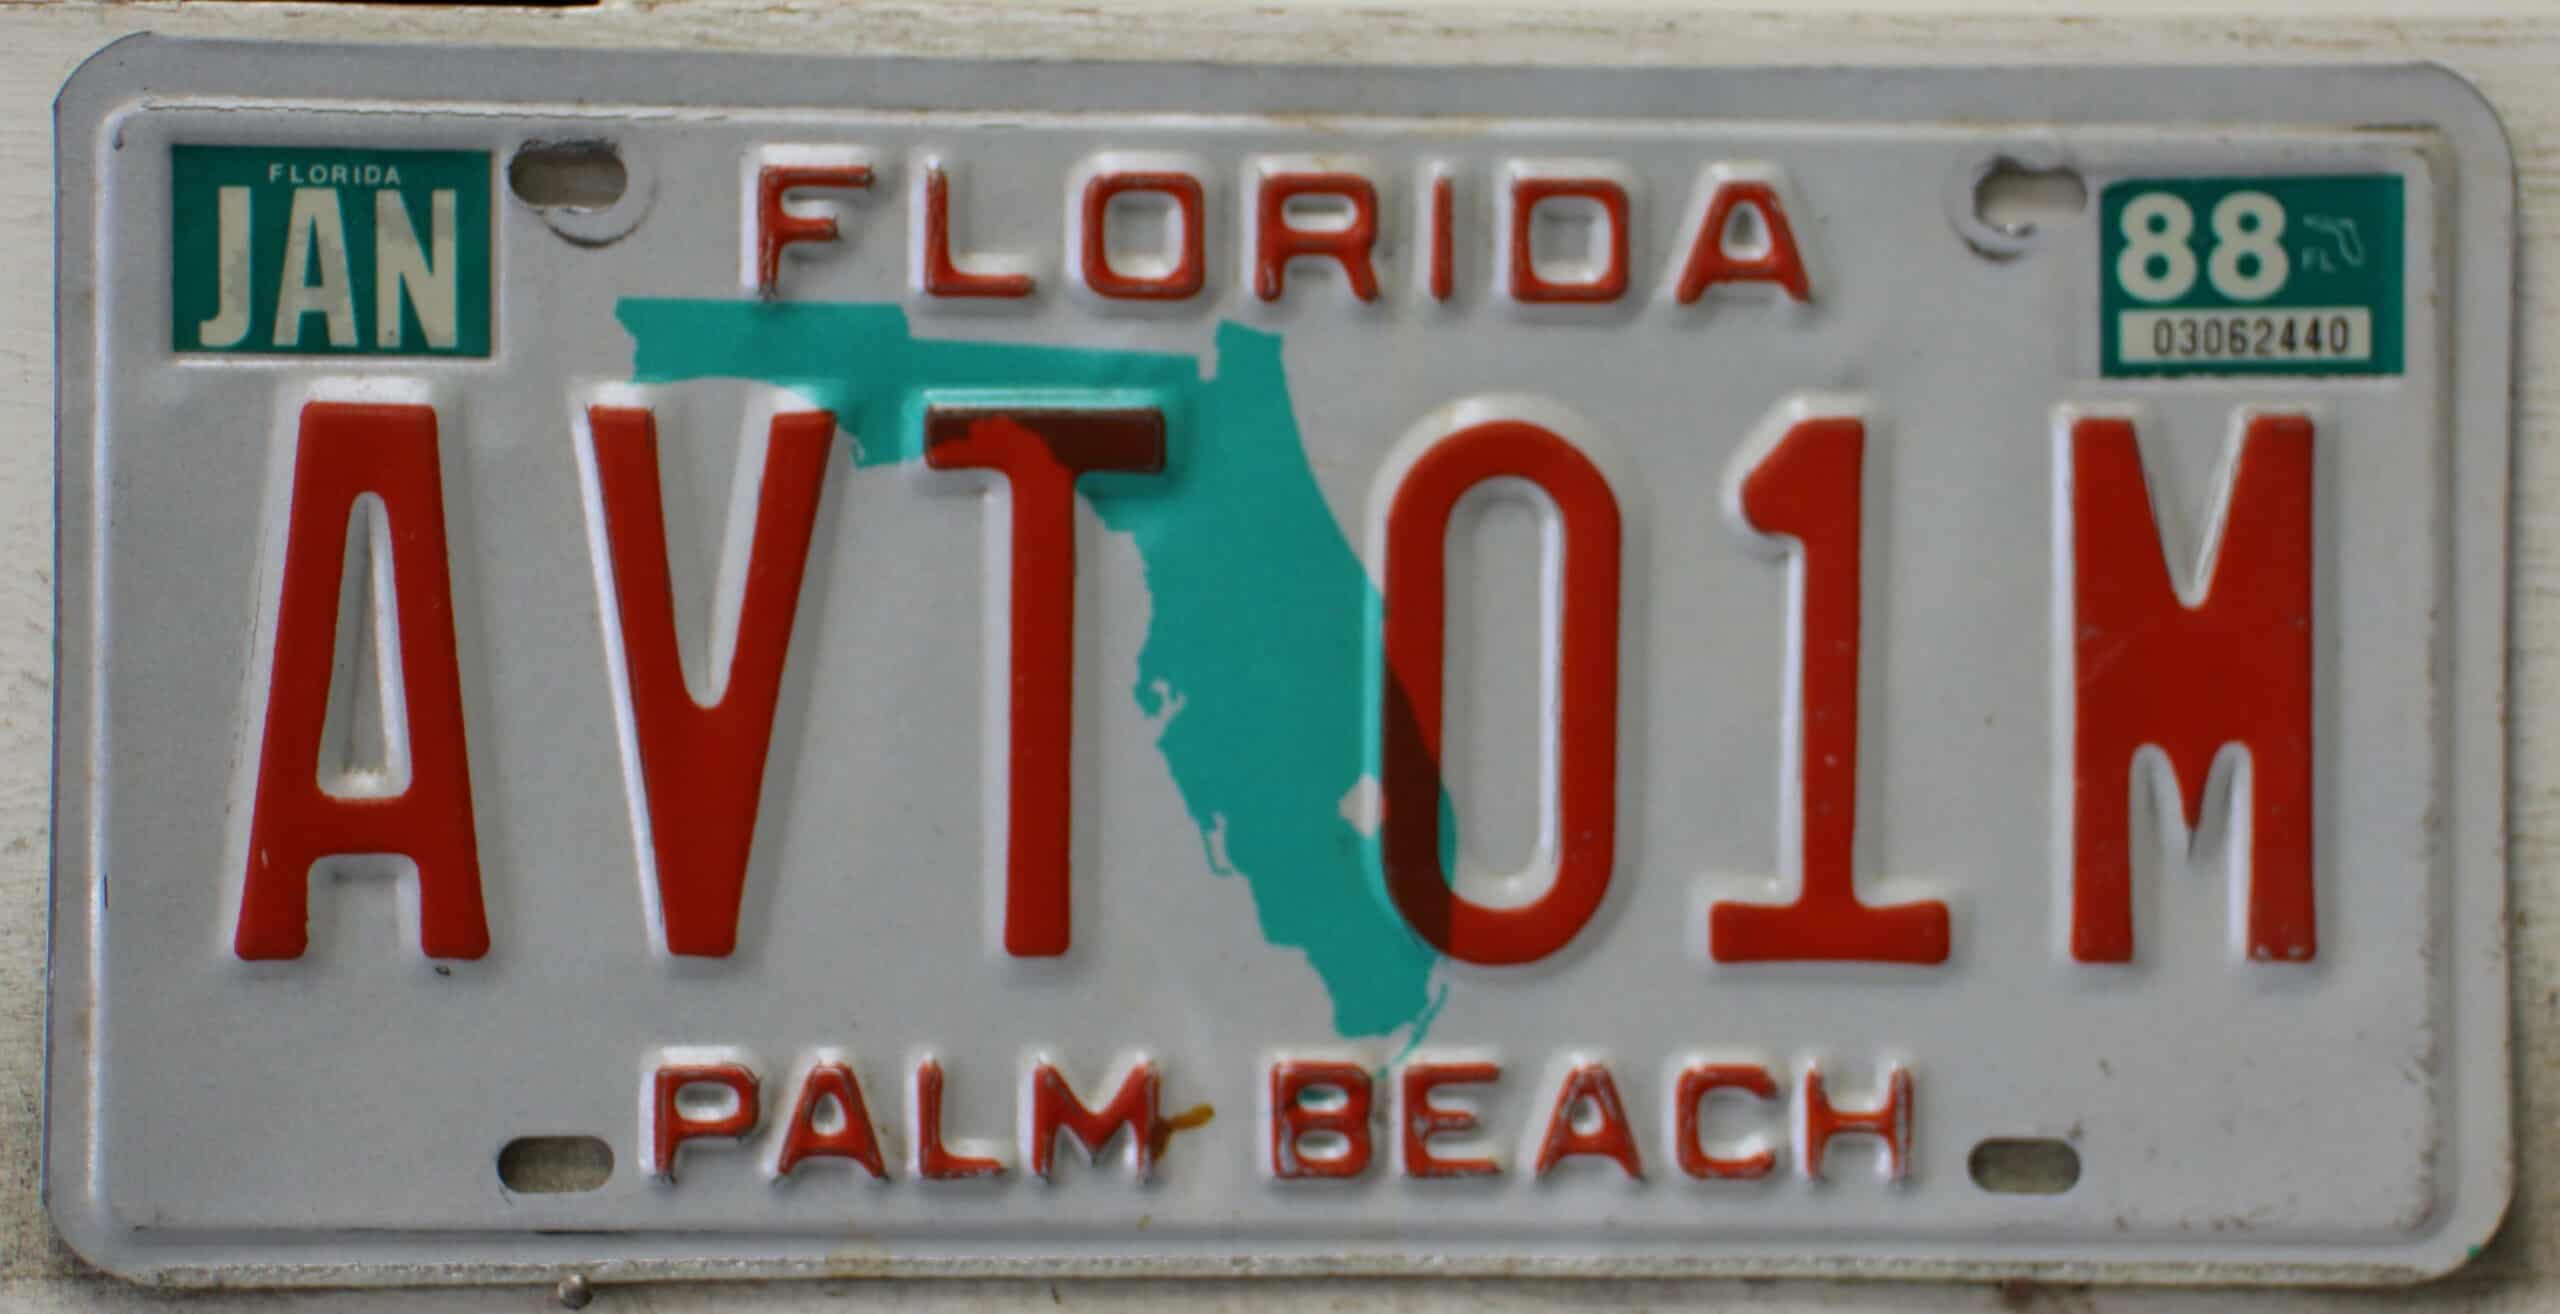 FLORIDA
JAN
FLORIDA
88
FL
03062440
AVT 01M
PALM BEACH